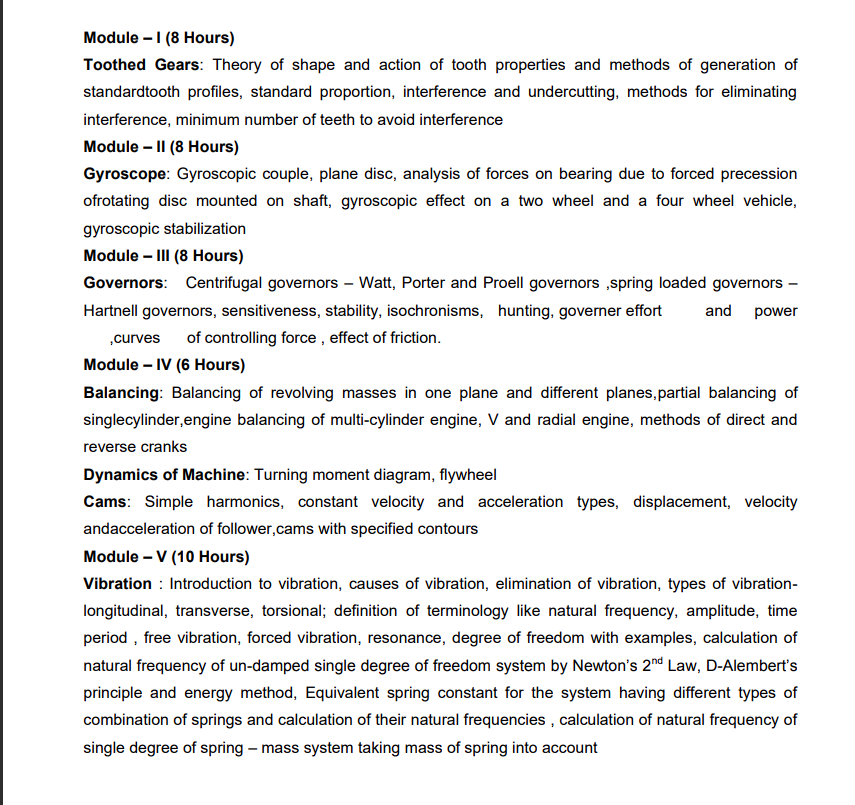 Module – I (8 Hours)
Toothed Gears: Theory of shape and action of tooth properties and methods of generation of
standardtooth profiles, standard proportion, interference and undercutting, methods for eliminating
interference, minimum number of teeth to avoid interference
Module – II (8 Hours)
Gyroscope: Gyroscopic couple, plane disc, analysis of forces on bearing due to forced precession
ofrotating disc mounted on shaft, gyroscopic effect on a two wheel and a four wheel vehicle,
gyroscopic stabilization
Module – III (8 Hours)
Governors: Centrifugal governors – Watt, Porter and Proell governors ,spring loaded governors –
Hartnell governors, sensitiveness, stability, isochronisms, hunting, governer effort and power
,curves of controlling force , effect of friction.
Module – IV (6 Hours)
Balancing: Balancing of revolving masses in one plane and different planes,partial balancing of
singlecylinder,engine balancing of multi-cylinder engine, V and radial engine, methods of direct and
reverse cranks
Dynamics of Machine: Turning moment diagram, flywheel
Cams: Simple harmonics, constant velocity and acceleration types, displacement, velocity
andacceleration of follower,cams with specified contours
Module – V (10 Hours)
Vibration : Introduction to vibration, causes of vibration, elimination of vibration, types of vibration-
longitudinal, transverse, torsional; definition of terminology like natural frequency, amplitude, time
period , free vibration, forced vibration, resonance, degree of freedom with examples, calculation of
natural frequency of un-damped single degree of freedom system by Newton's 2nd Law, D-Alembert's
principle and energy method, Equivalent spring constant for the system having different types of
combination of springs and calculation of their natural frequencies , calculation of natural frequency of
single degree of spring – mass system taking mass of spring into account